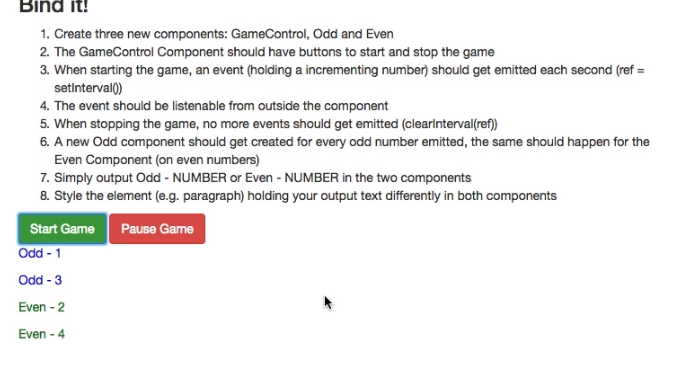 Bind it!
1. Create three new components: GameControl, Odd and Even
2. The GameControl Component should have buttons to start and stop the game
3. When starting the game, an event (holding a incrementing number) should get emitted each second (ref =
setInterval())
4. The event should be listenable from outside the component
5. When stopping the game, no more events should get emitted (clearInterval(ref))
6. A new Odd component should get created for every odd number emitted, the same should happen for the
Even Component (on even numbers)
7. Simply output Odd - NUMBER or Even - NUMBER in the two components
8. Style the element (e.g. paragraph) holding your output text differently in both components
Start Game Pause Game
Odd - 1
Odd - 3
Even - 2
Even - 4